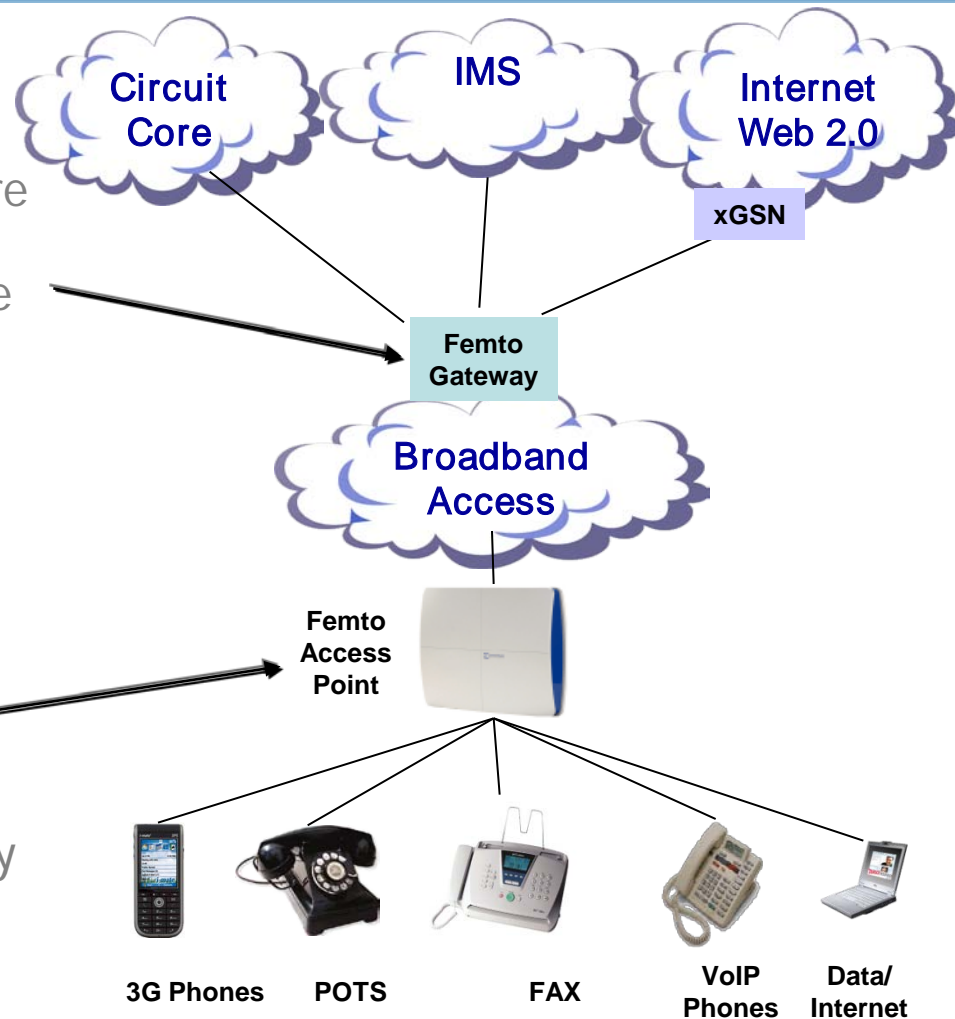 Circuit
Core
IMS
Internet
Web 2.0
re
xGSN
e
Femto
Gateway
Broadband
Access
Femto
Access
Point
y
3G Phones
POTS
FAX
VoIP
Phones
Data/
Internet